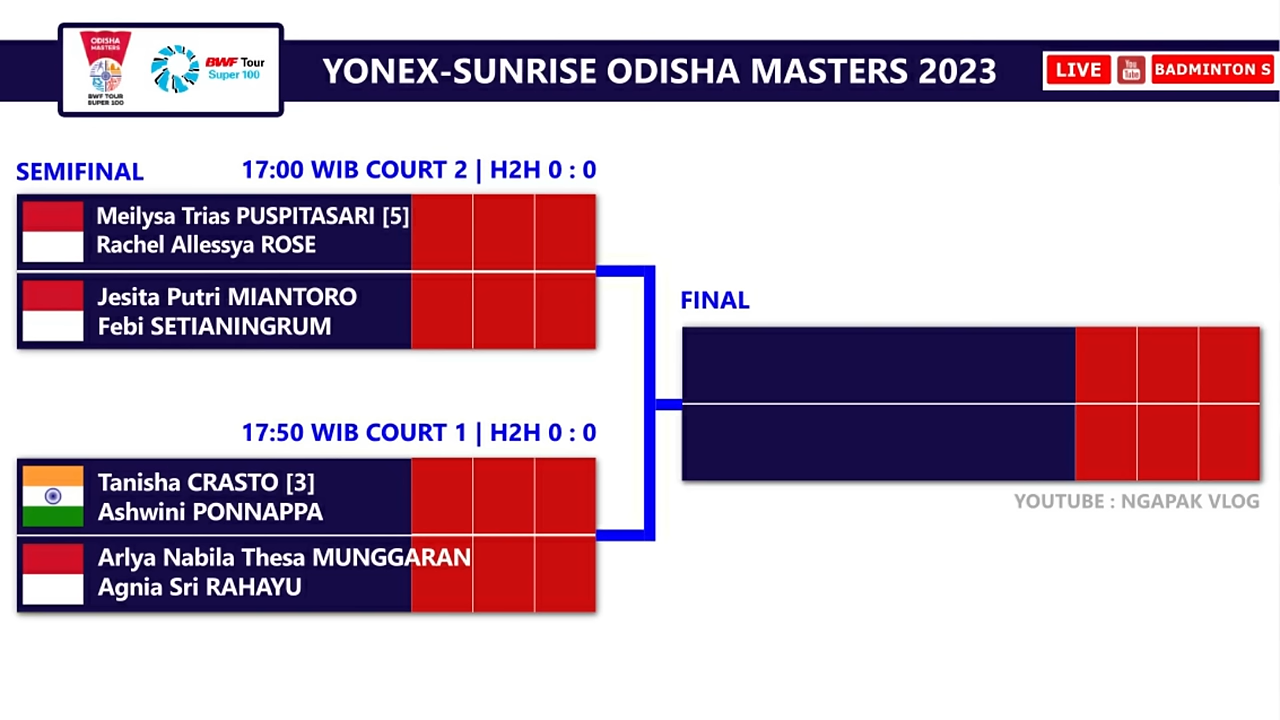 ODISHA
MASTERS
BWF TOUR
SUPER 100
BWF Tour
Super 100
YONEX-SUNRISE ODISHA MASTERS 2023
LIVE
You
Tube
BADMINTON S
SEMIFINAL
17:00 WIB COURT 2 | H2H 0 : 0
Meilysa Trias PUSPITASARI [5]
Rachel Allessya ROSE
Jesita Putri MIANTORO
Febi SETIANINGRUM
17:50 WIB COURT 1 | H2H 0 : 0
Tanisha CRASTO [3]
Ashwini PONNAPPA
Arlya Nabila Thesa MUNGGARAN
Agnia Sri RAHAYU
FINAL
YOUTUBE : NGAPAK VLOG